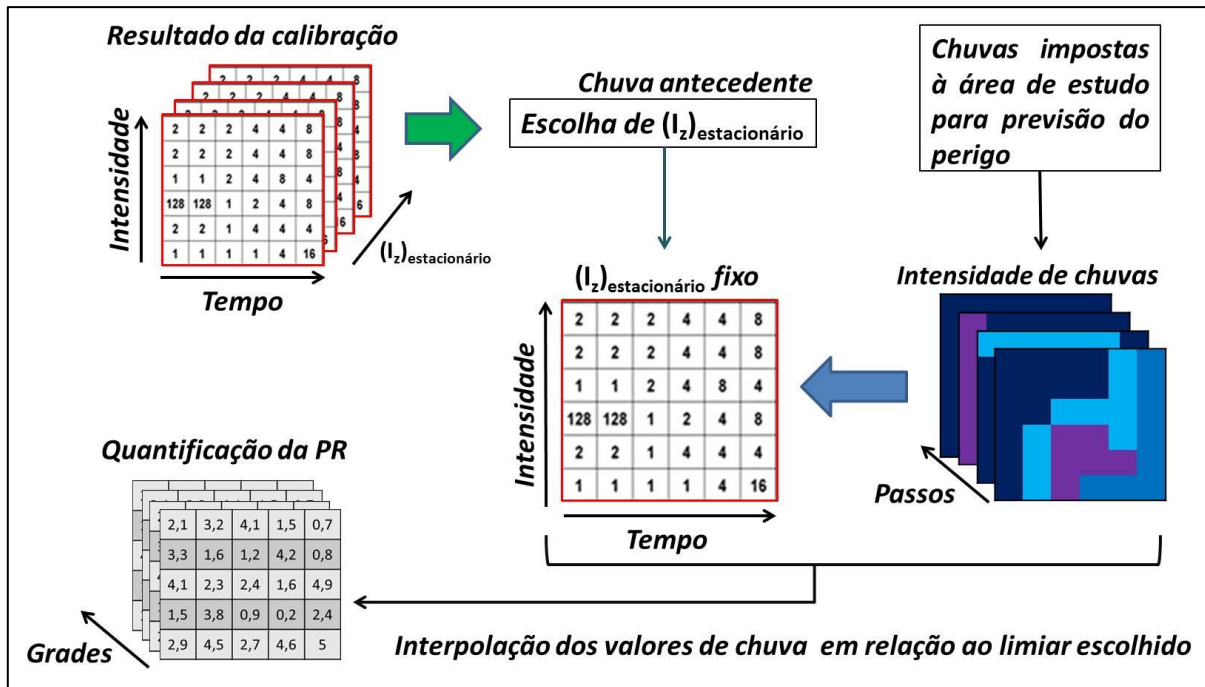 Resultado da calibração
2 2 2 4 4 8
2 2 2 4 4 8
2 2 2 4 4 8
1 1 2 4 8 4
128 128 1 2 4 8
2 2 1 4 4 4
1 1 1 1 4 16
Intensidade
Tempo
(Iz)estacionário
Chuva antecedente
Escolha de (Iz)estacionário
Chuvas impostas
à área de estudo
para previsão do
perigo
(Iz)estacionário fixo
2 2 2 4 4 8
2 2 2 4 4 8
1 1 2 4 8 4
128 128 1 2 4 8
2 2 1 4 4 4
1 1 1 1 4 16
Intensidade
Tempo
Intensidade de chuvas
Passos
Quantificação da PR
2,1 3,2 4,1 1,5 0,7
3,3 1,6 1,2 4,2 0,8
4,1 2,3 2,4 1,6 4,9
1,5 3,8 0,9 0,2 2,4
2,9 4,5 2,7 4,6 5
Grades
Interpolação dos valores de chuva em relação ao limiar escolhido